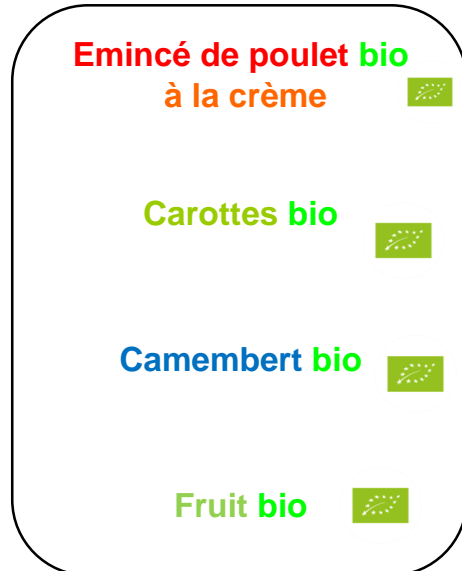 Emincé de poulet bio
à la crème
Carottes bio
Camembert bio
Fruit bio